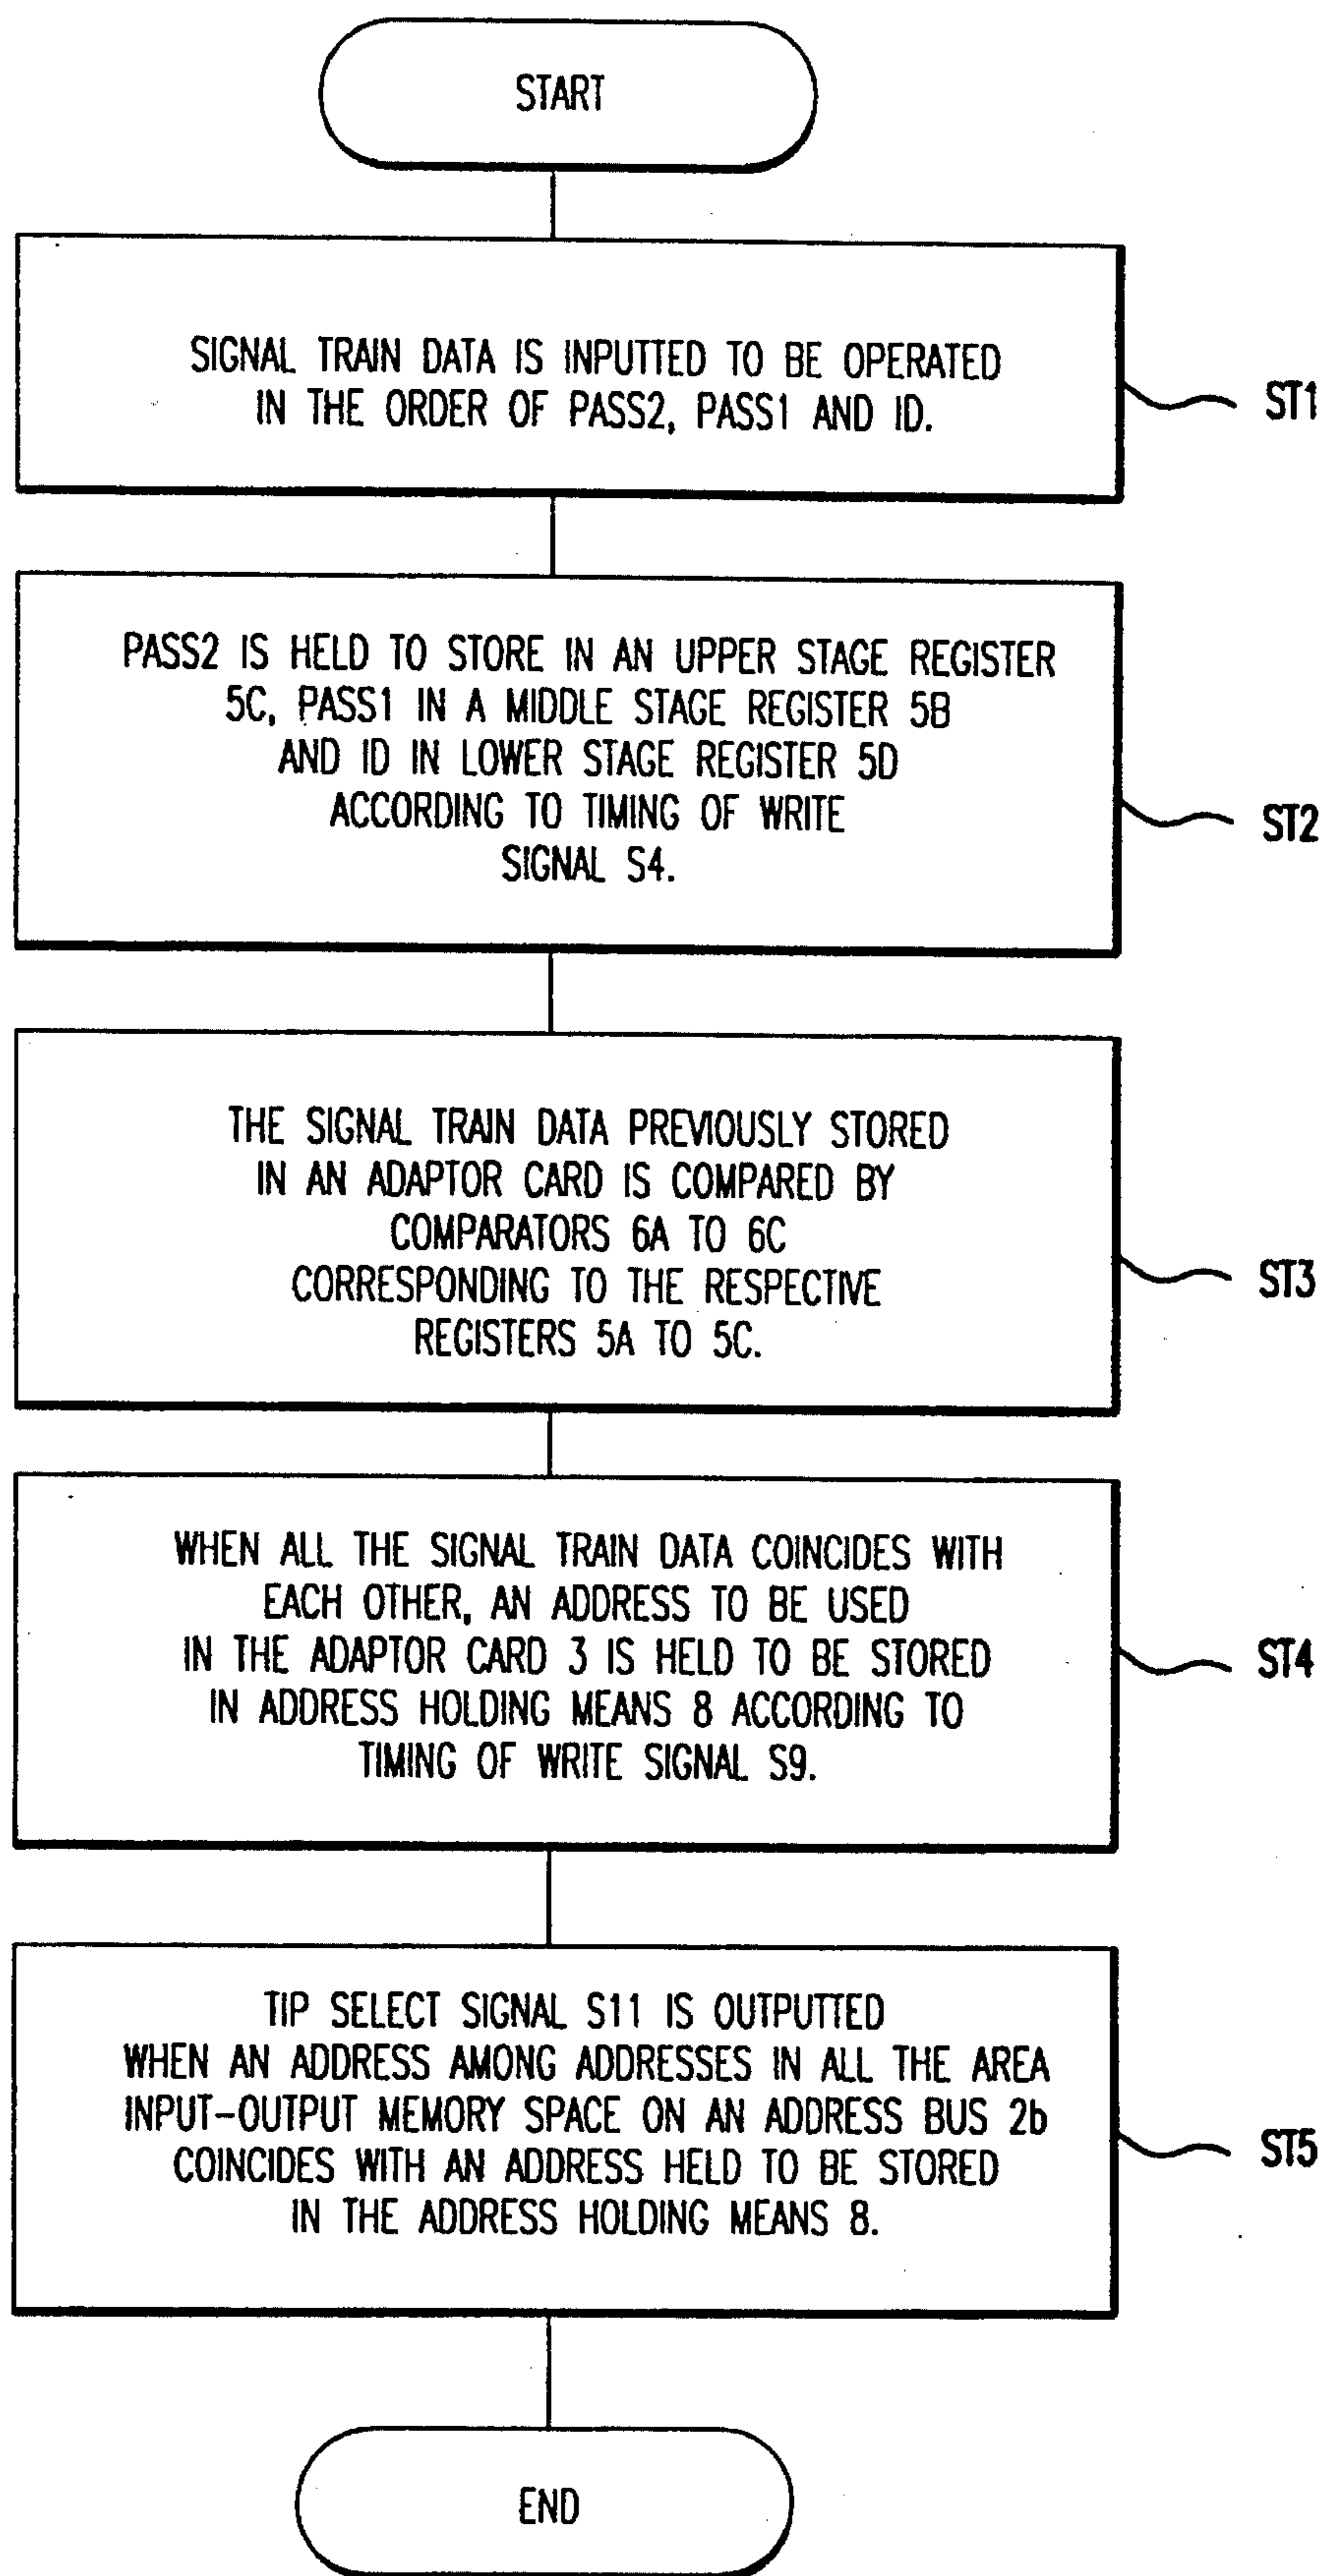 START
SIGNAL TRAIN DATA IS INPUTTED TO BE OPERATED
IN THE ORDER OF PASS2, PASS1 AND ID.
ST1
PASS2 IS HELD TO STORE IN AN UPPER STAGE REGISTER
5C, PASS1 IN A MIDDLE STAGE REGISTER 5B
AND ID IN LOWER STAGE REGISTER 5D
ACCORDING TO TIMING OF WRITE
SIGNAL S4.
ST2
THE SIGNAL TRAIN DATA PREVIOUSLY STORED
IN AN ADAPTOR CARD IS COMPARED BY
COMPARATORS 6A TO 6C
CORRESPONDING TO THE RESPECTIVE
REGISTERS 5A TO 5C.
ST3
WHEN ALL THE SIGNAL TRAIN DATA COINCIDES WITH
EACH OTHER, AN ADDRESS TO BE USED
IN THE ADAPTOR CARD 3 IS HELD TO BE STORED
IN ADDRESS HOLDING MEANS 8 ACCORDING TO
TIMING OF WRITE SIGNAL S9.
ST4
TIP SELECT SIGNAL S11 IS OUTPUTTED
WHEN AN ADDRESS AMONG ADDRESSES IN ALL THE AREA
INPUT-OUTPUT MEMORY SPACE ON AN ADDRESS BUS 2b
COINCIDES WITH AN ADDRESS HELD TO BE STORED
IN THE ADDRESS HOLDING MEANS 8.
ST5
END